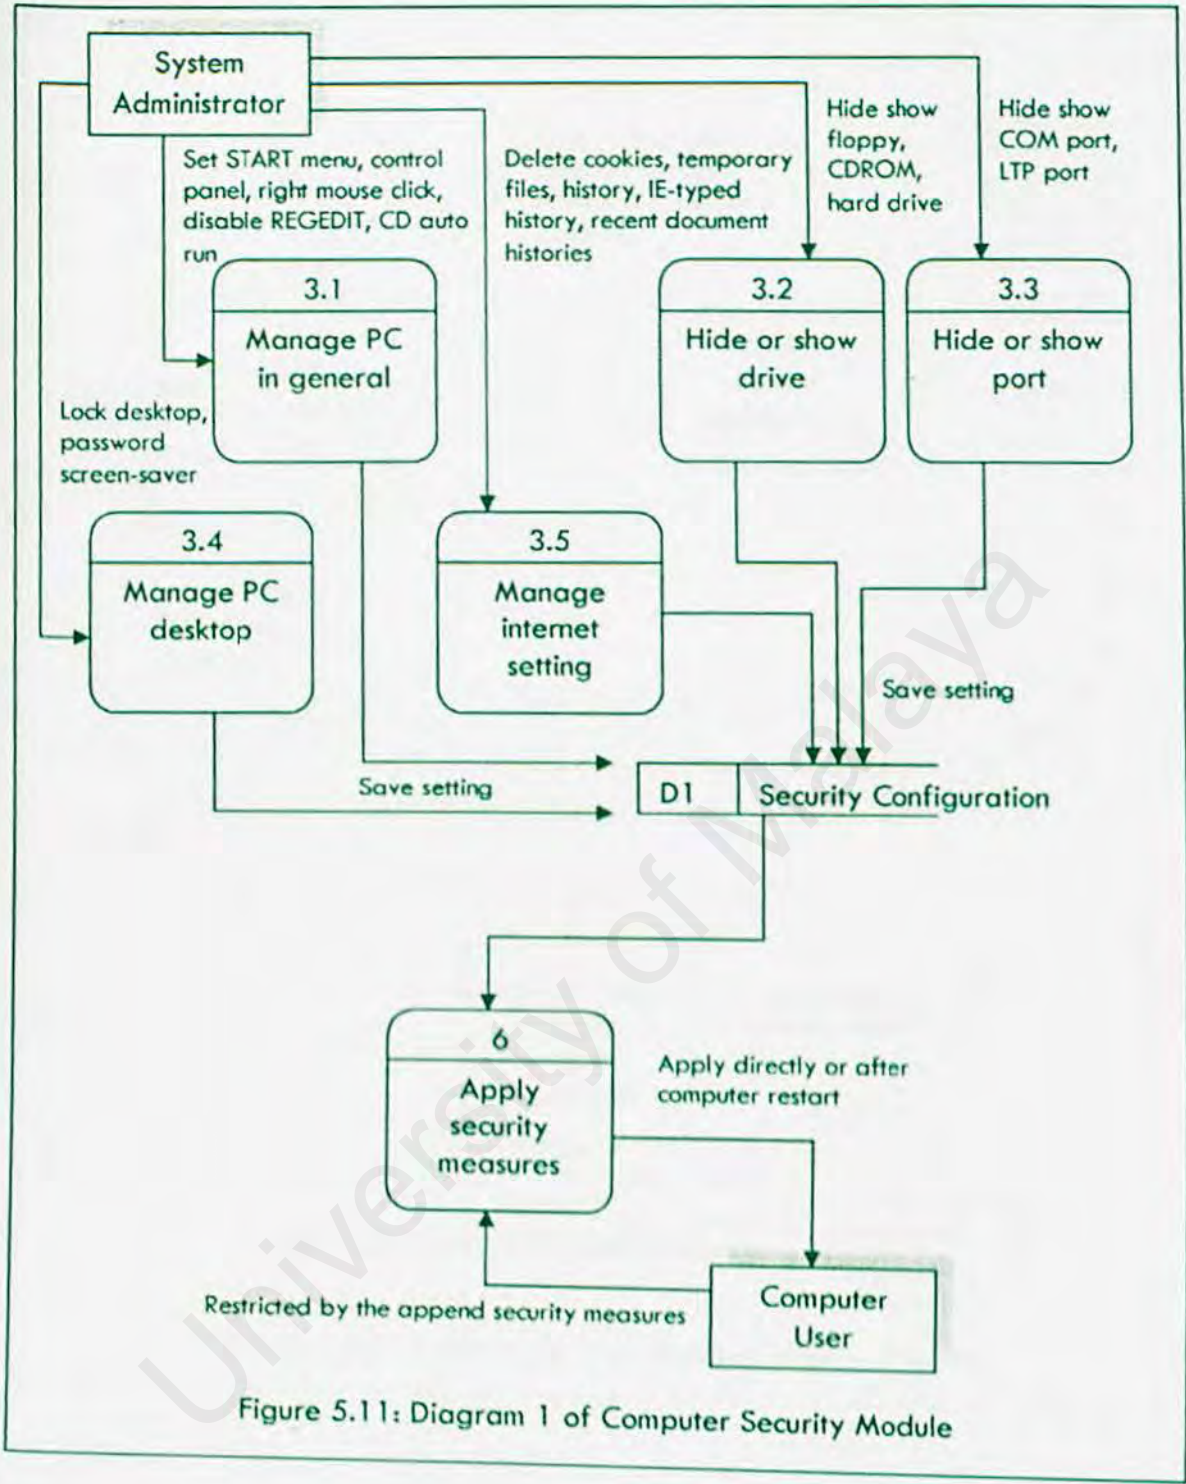 System
Administrator
Set START menu, control
panel, right mouse click,
disable REGEDIT, CD auto
run
Delete cookies, temporary
files, history, IE-typed
history, recent document
histories
Hide show
floppy,
CDROM,
hard drive
Hide show
COM port,
LTP port
3.1
Manage PC
in general
3.2
Hide or show
drive
3.3
Hide or show
port
Lock desktop,
password
screen-saver
3.4
Manage PC
desktop
3.5
Manage
internet
setting
Save setting
Save setting
D1
Security Configuration
6
Apply
security
measures
Apply directly or after
computer restart
Restricted by the append security measures
Computer
User
Figure 5.11: Diagram 1 of Computer Security Module
University of Malaya